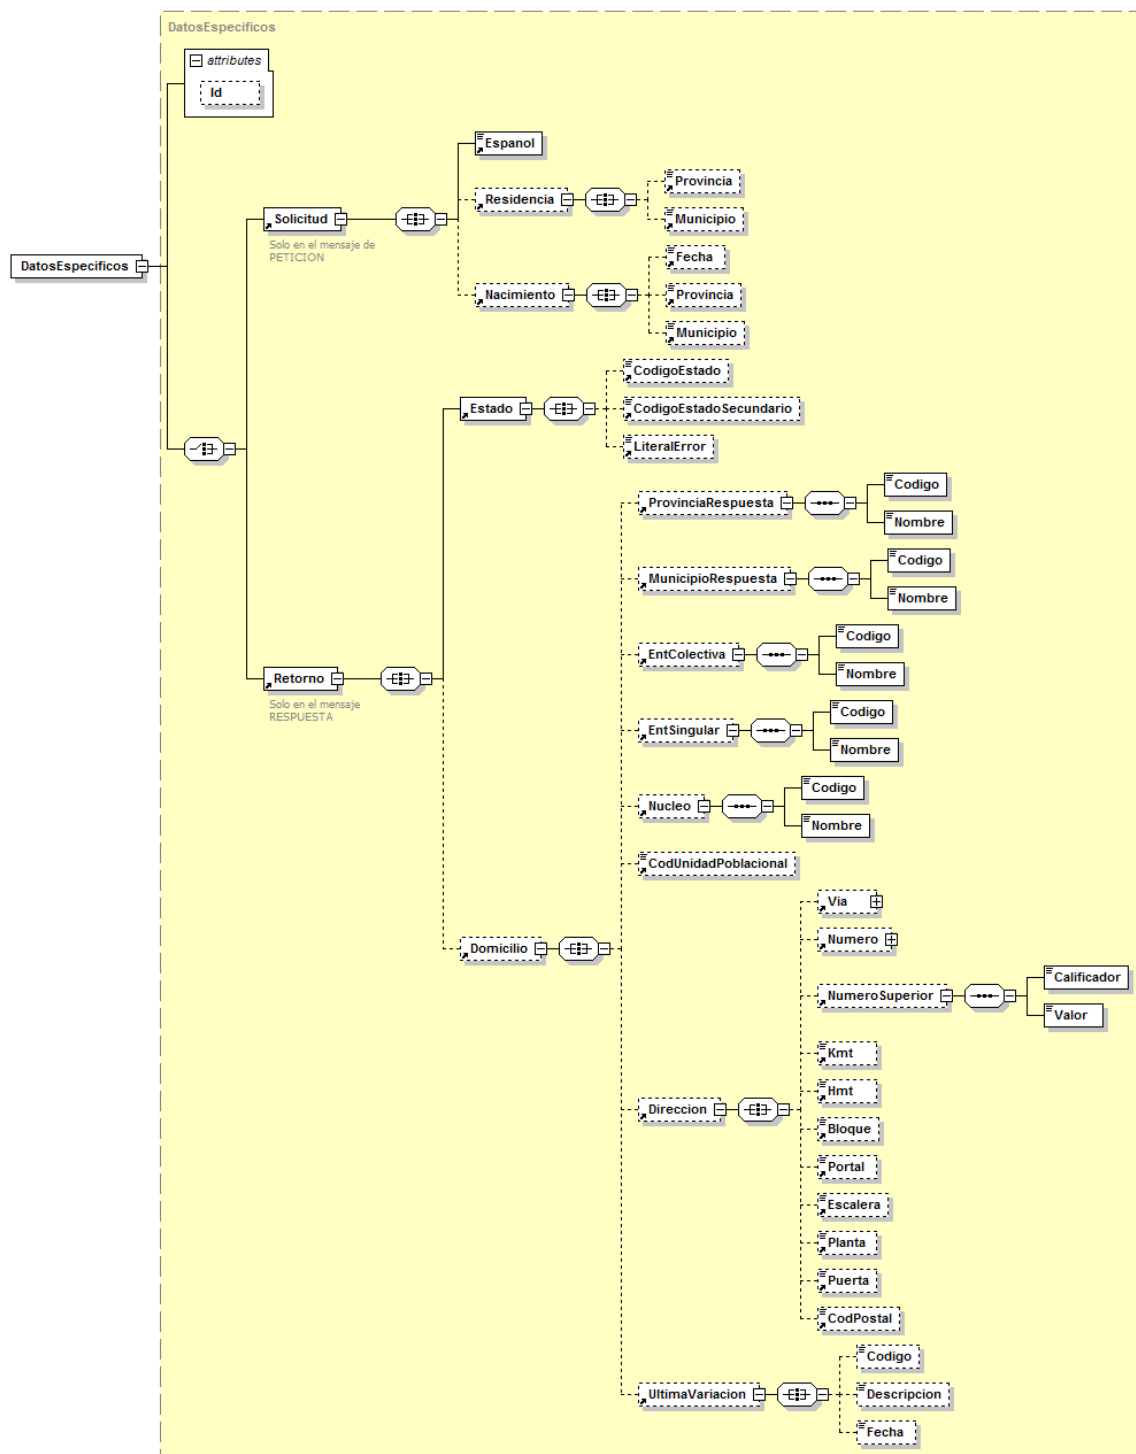 DatosEspecificos
attributes
Id
Espanol
Residencia
Provincia
Municipio
Solicitud
Solo en el mensaje de
PETICION
DatosEspecificos
Nacimiento
Fecha
Provincia
Municipio
Estado
CodigoEstado
CodigoEstadoSecundario
LiteralError
ProvinciaRespuesta
Codigo
Nombre
MunicipioRespuesta
Codigo
Nombre
EntColectiva
Codigo
Nombre
Retorno
Solo en el mensaje
RESPUESTA
EntSingular
Codigo
Nombre
Nucleo
Codigo
Nombre
CodUnidadPoblacional
Domicilio
Via
Numero
NumeroSuperior
Calificador
Valor
Kmt
Hmt
Direccion
Bloque
Portal
Escalera
Planta
Puerta
CodPostal
UltimaVariacion
Codigo
Descripcion
Fecha